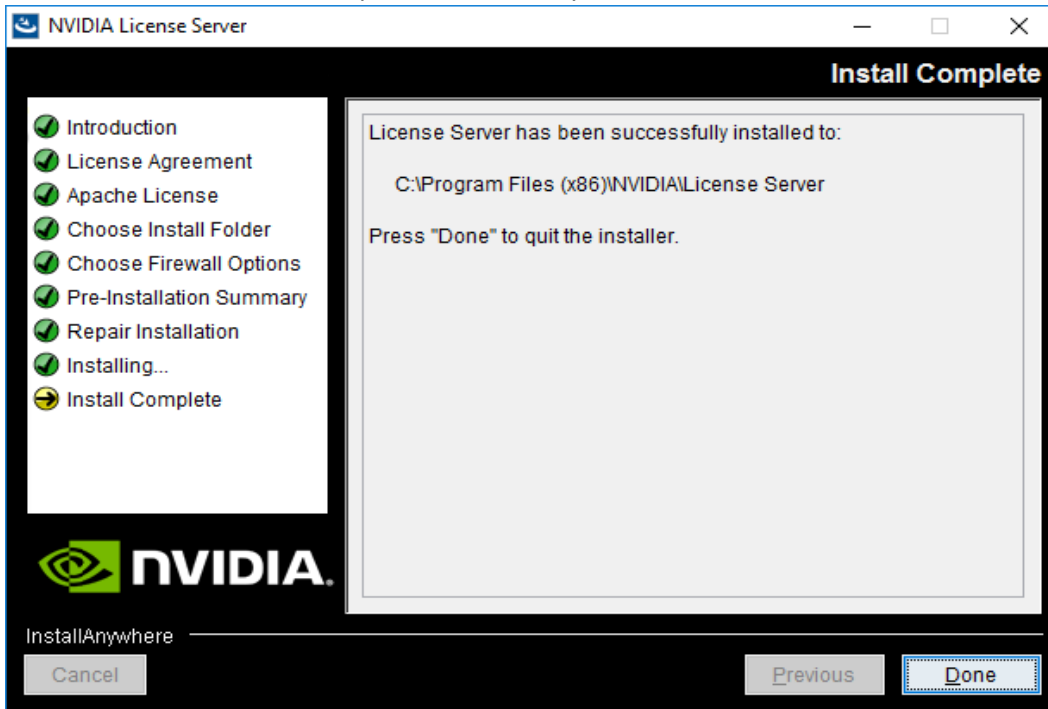 NVIDIA License Server
Install Complete
Introduction
License Agreement
Apache License
Choose Install Folder
Choose Firewall Options
Pre-Installation Summary
Repair Installation
Installing...
Install Complete
License Server has been successfully installed to:
C:\Program Files (x86)\NVIDIA\License Server
Press "Done" to quit the installer.
NVIDIA.
InstallAnywhere
Cancel
Previous
Done